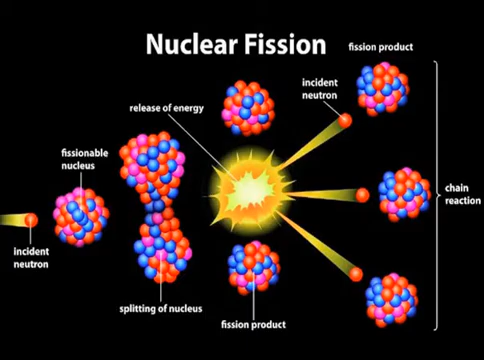 Nuclear Fission
fission product
incident
neutron
release of energy
fissionable
nucleus
chain
reaction
incident
neutron
splitting of nucleus
fission product